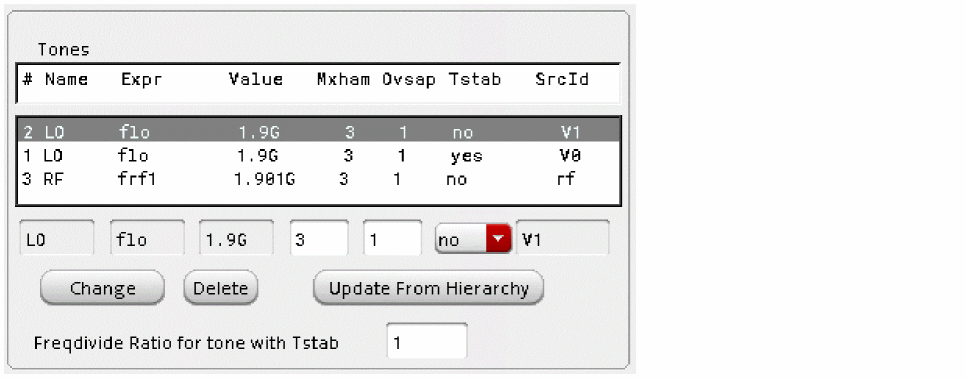 Tones
# Name Expr Value Mxham Ovsap Tstab SrcId
2 LO flo 1.9G 3 1 no V1
1 LO flo 1.9G 3 1 yes V0
3 RF frf1 1.901G 3 1 no rf
LO flo 1.9G 3 1 no V1
Change Delete Update From Hierarchy
Freqdivide Ratio for tone with Tstab 1